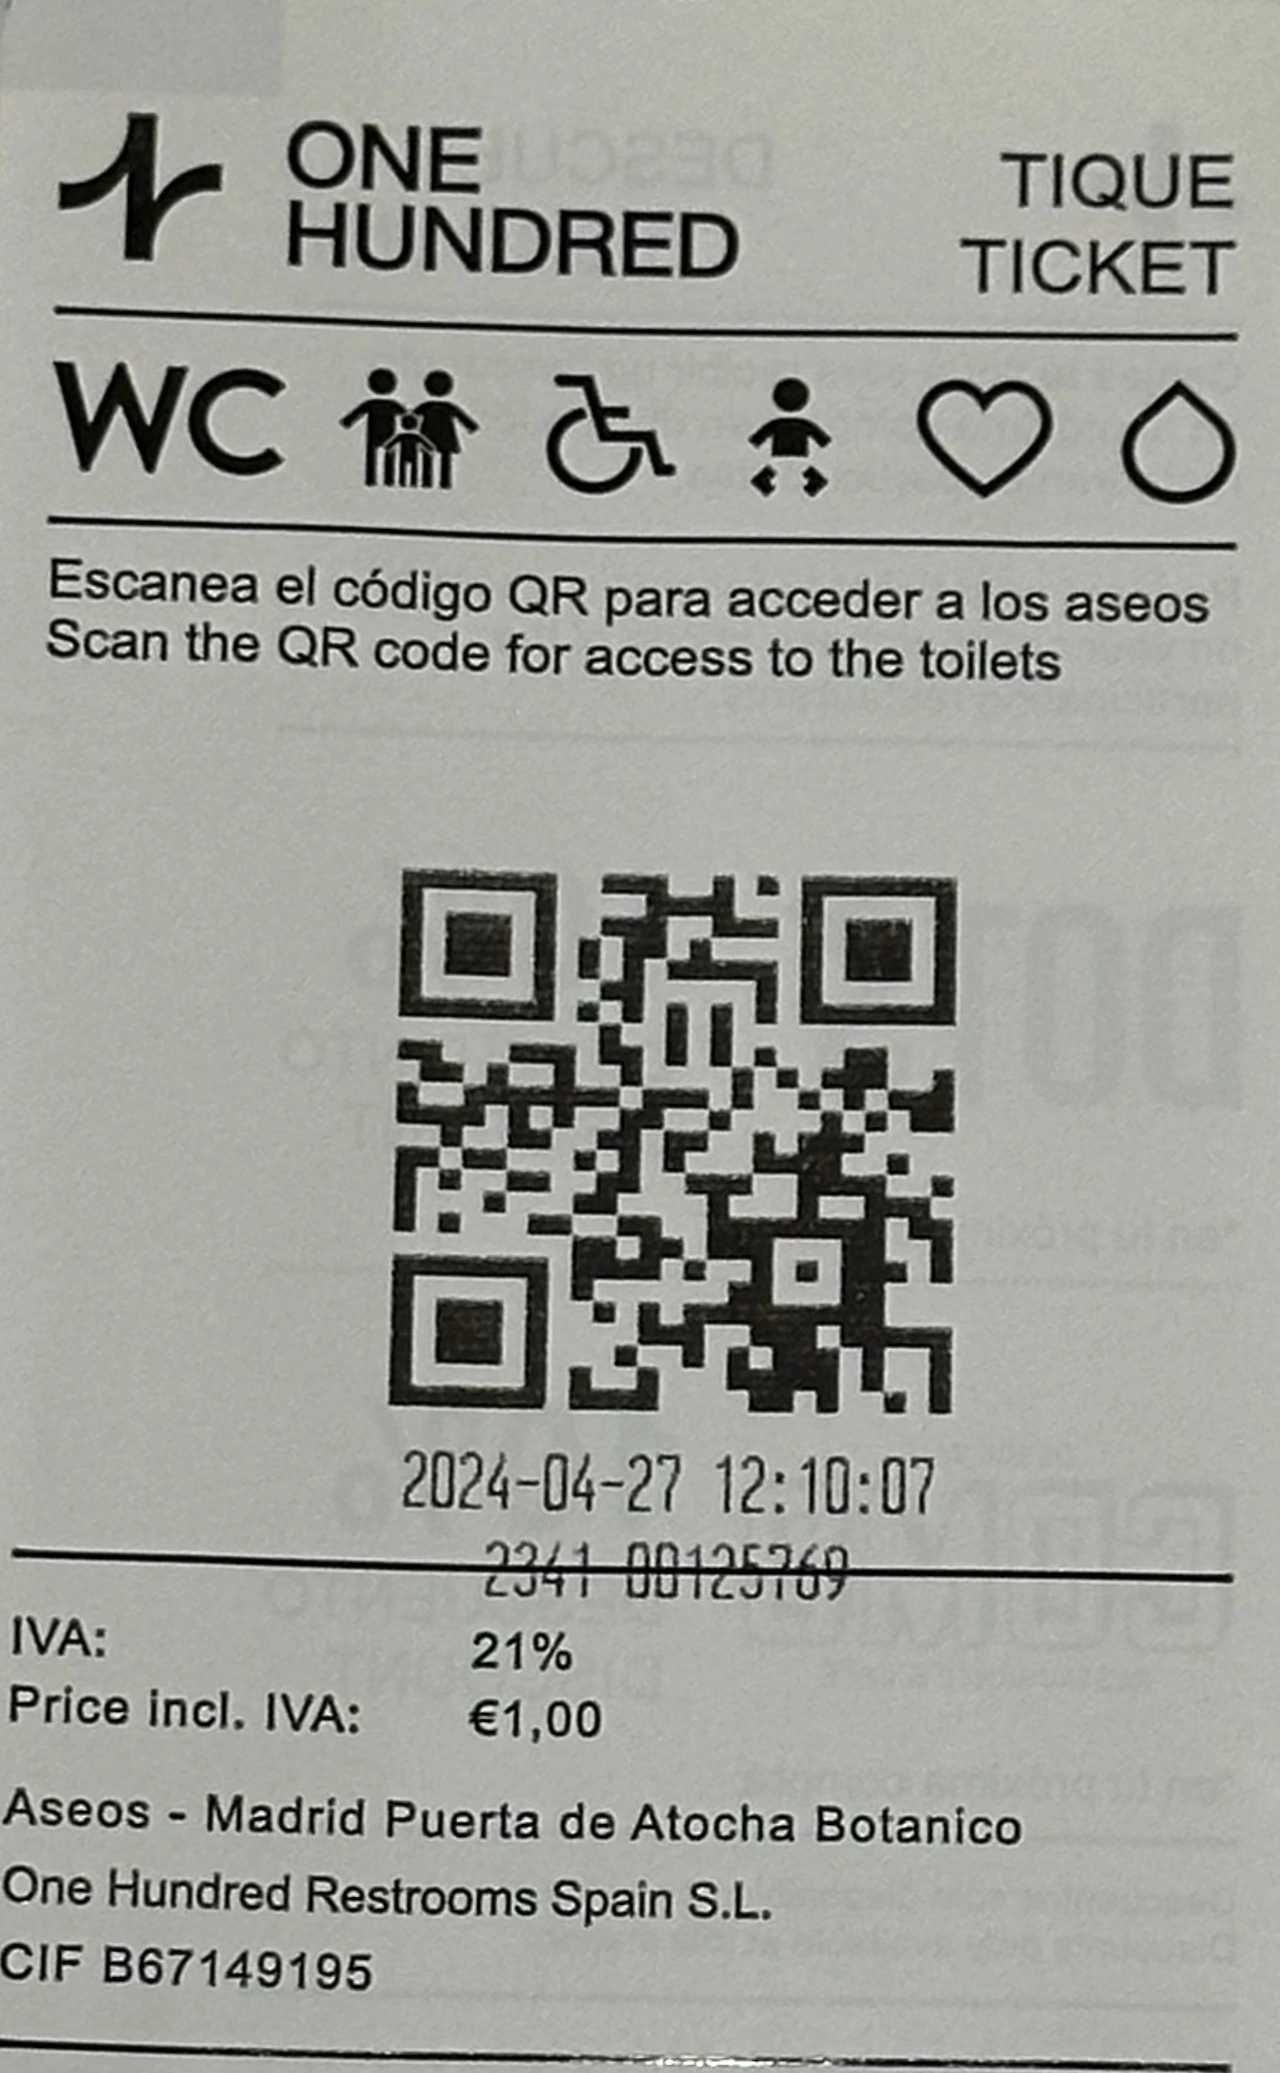 ONE
HUNDRED
TIQUE
TICKET
WC
Escanea el código QR para acceder a los aseos
Scan the QR code for access to the toilets
2024-04-27 12:10:07
2341 00125769
IVA: 21%
Price incl. IVA: €1,00
Aseos - Madrid Puerta de Atocha Botanico
One Hundred Restrooms Spain S.L.
CIF B67149195